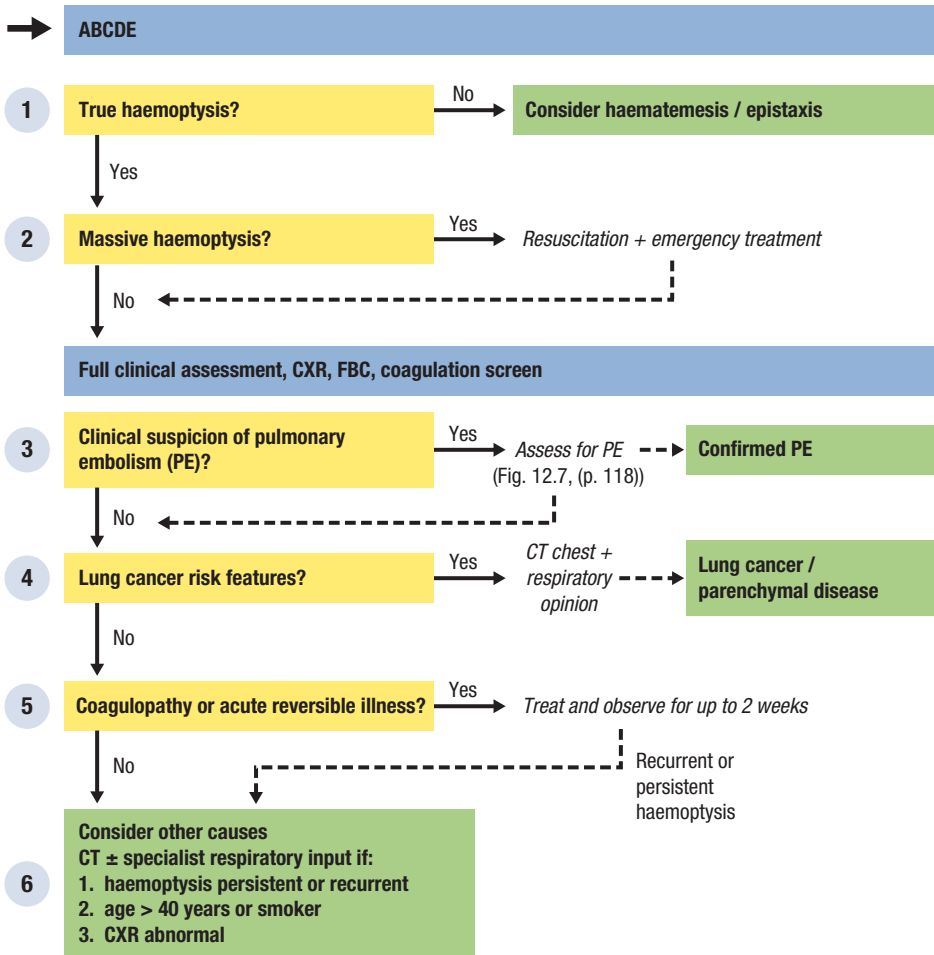 ABCDE
1
True haemoptysis?
No
Consider haematemesis / epistaxis
Yes
2
Massive haemoptysis?
Yes
Resuscitation + emergency treatment
No
Full clinical assessment, CXR, FBC, coagulation screen
3
Clinical suspicion of pulmonary
embolism (PE)?
Yes
Assess for PE
(Fig. 12.7, (p. 118))
Confirmed PE
No
4
Lung cancer risk features?
Yes
CT chest +
respiratory
opinion
Lung cancer /
parenchymal disease
No
5
Coagulopathy or acute reversible illness?
Yes
Treat and observe for up to 2 weeks
No
Recurrent or
persistent
haemoptysis
6
Consider other causes
CT ± specialist respiratory input if:
1. haemoptysis persistent or recurrent
2. age > 40 years or smoker
3. CXR abnormal